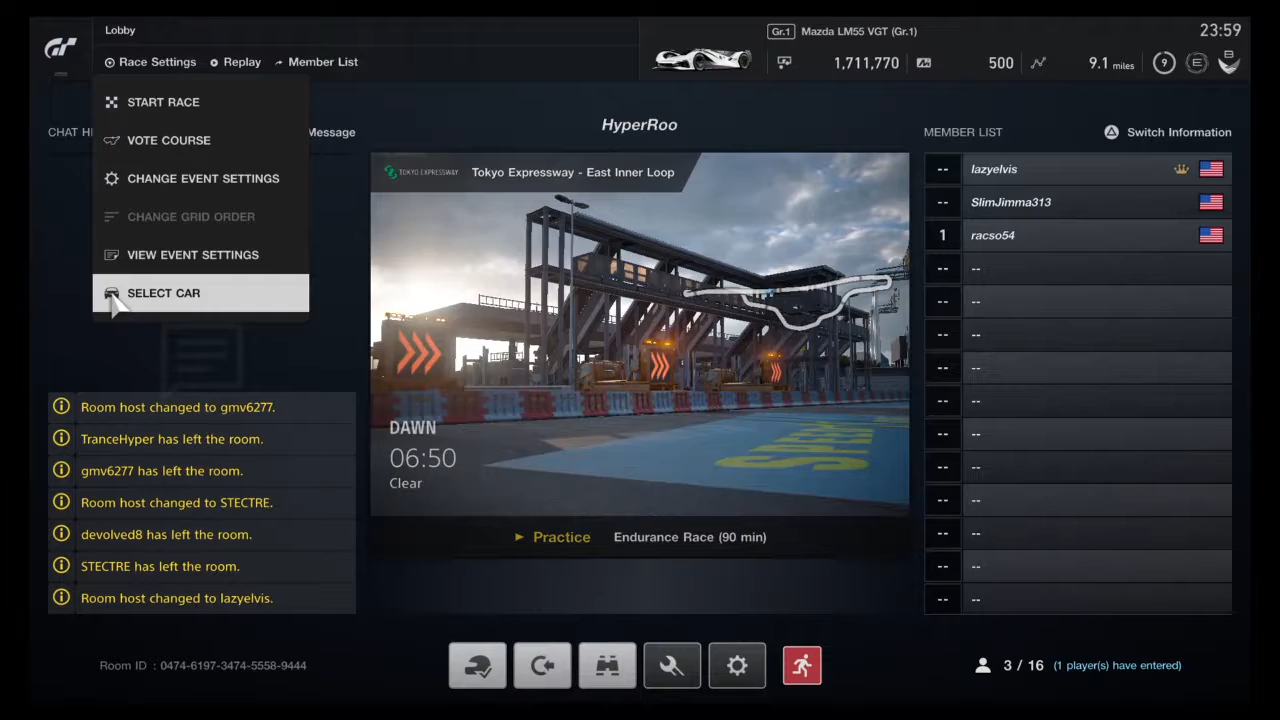 Lobby
Gr.1 Mazda LM55 VGT (Gr.1)
23:59
Race Settings Replay Member List
1,711,770 500 9.1 miles 9 E
START RACE
VOTE COURSE
CHANGE EVENT SETTINGS
CHANGE GRID ORDER
VIEW EVENT SETTINGS
SELECT CAR
CHAT HI
Message
HyperRoo
TOKYO EXPRESSWAY Tokyo Expressway - East Inner Loop
DAWN
06:50
Clear
Practice Endurance Race (90 min)
MEMBER LIST Switch Information
-- lazyelvis
-- SlimJimma313
1 racso54
-- --
-- --
-- --
-- --
-- --
-- --
-- --
-- --
-- --
-- --
-- --
Room host changed to gmv6277.
TranceHyper has left the room.
gmv6277 has left the room.
Room host changed to STECTRE.
devolved8 has left the room.
STECTRE has left the room.
Room host changed to lazyelvis.
Room ID : 0474-6197-3474-5558-9444
3 / 16 (1 player(s) have entered)